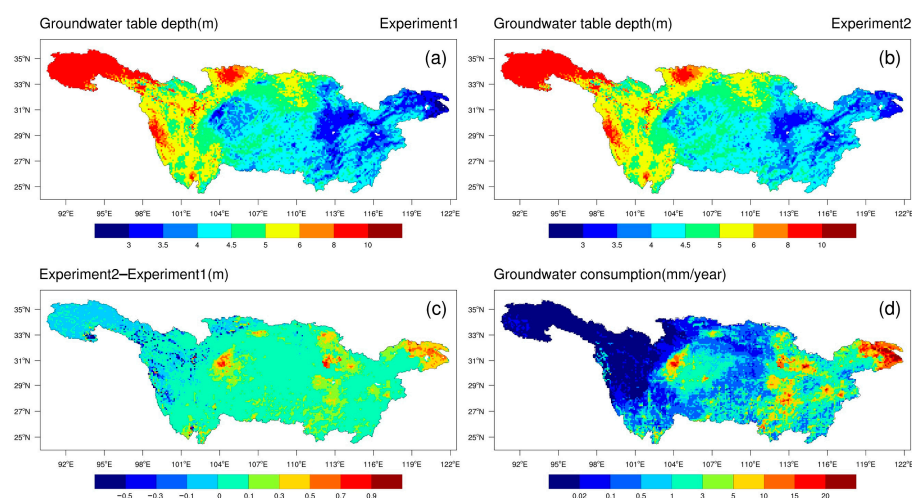 Groundwater table depth(m) Experiment1
(a)
35°N
33°N
31°N
29°N
27°N
25°N
92°E 95°E 98°E 101°E 104°E 107°E 110°E 113°E 116°E 119°E 122°E
3 3.5 4 4.5 5 6 8 10
Groundwater table depth(m) Experiment2
(b)
35°N
33°N
31°N
29°N
27°N
25°N
92°E 95°E 98°E 101°E 104°E 107°E 110°E 113°E 116°E 119°E 122°E
3 3.5 4 4.5 5 6 8 10
Experiment2−Experiment1(m)
(c)
35°N
33°N
31°N
29°N
27°N
25°N
92°E 95°E 98°E 101°E 104°E 107°E 110°E 113°E 116°E 119°E 122°E
−0.5 −0.3 −0.1 0 0.1 0.3 0.5 0.7 0.9
Groundwater consumption(mm/year)
(d)
35°N
33°N
31°N
29°N
27°N
25°N
92°E 95°E 98°E 101°E 104°E 107°E 110°E 113°E 116°E 119°E 122°E
0.02 0.1 0.5 1 3 5 10 15 20